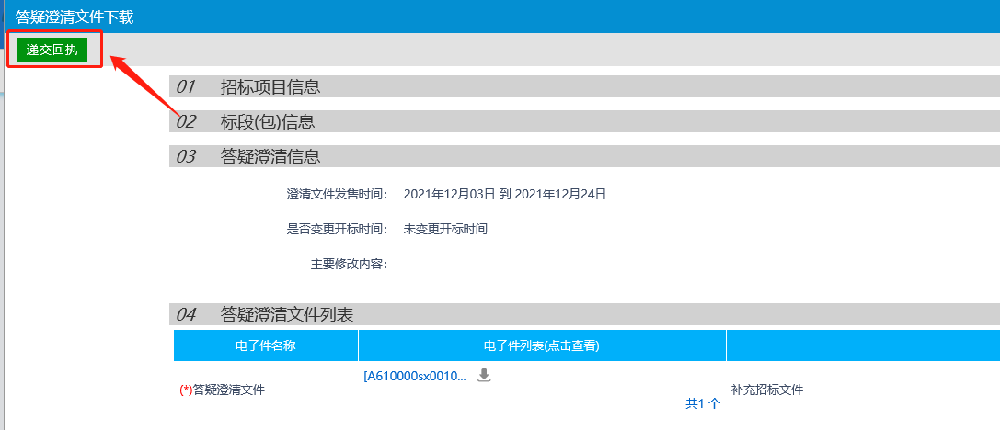 答疑澄清文件下载
递交回执
01 招标项目信息
02 标段(包)信息
03 答疑澄清信息
澄清文件发售时间: 2021年12月03日 到 2021年12月24日
是否变更开标时间: 未变更开标时间
主要修改内容:
04 答疑澄清文件列表
电子件名称 电子件列表(点击查看)
[A610000sx0010...
(*)答疑澄清文件 补充招标文件
共1 个